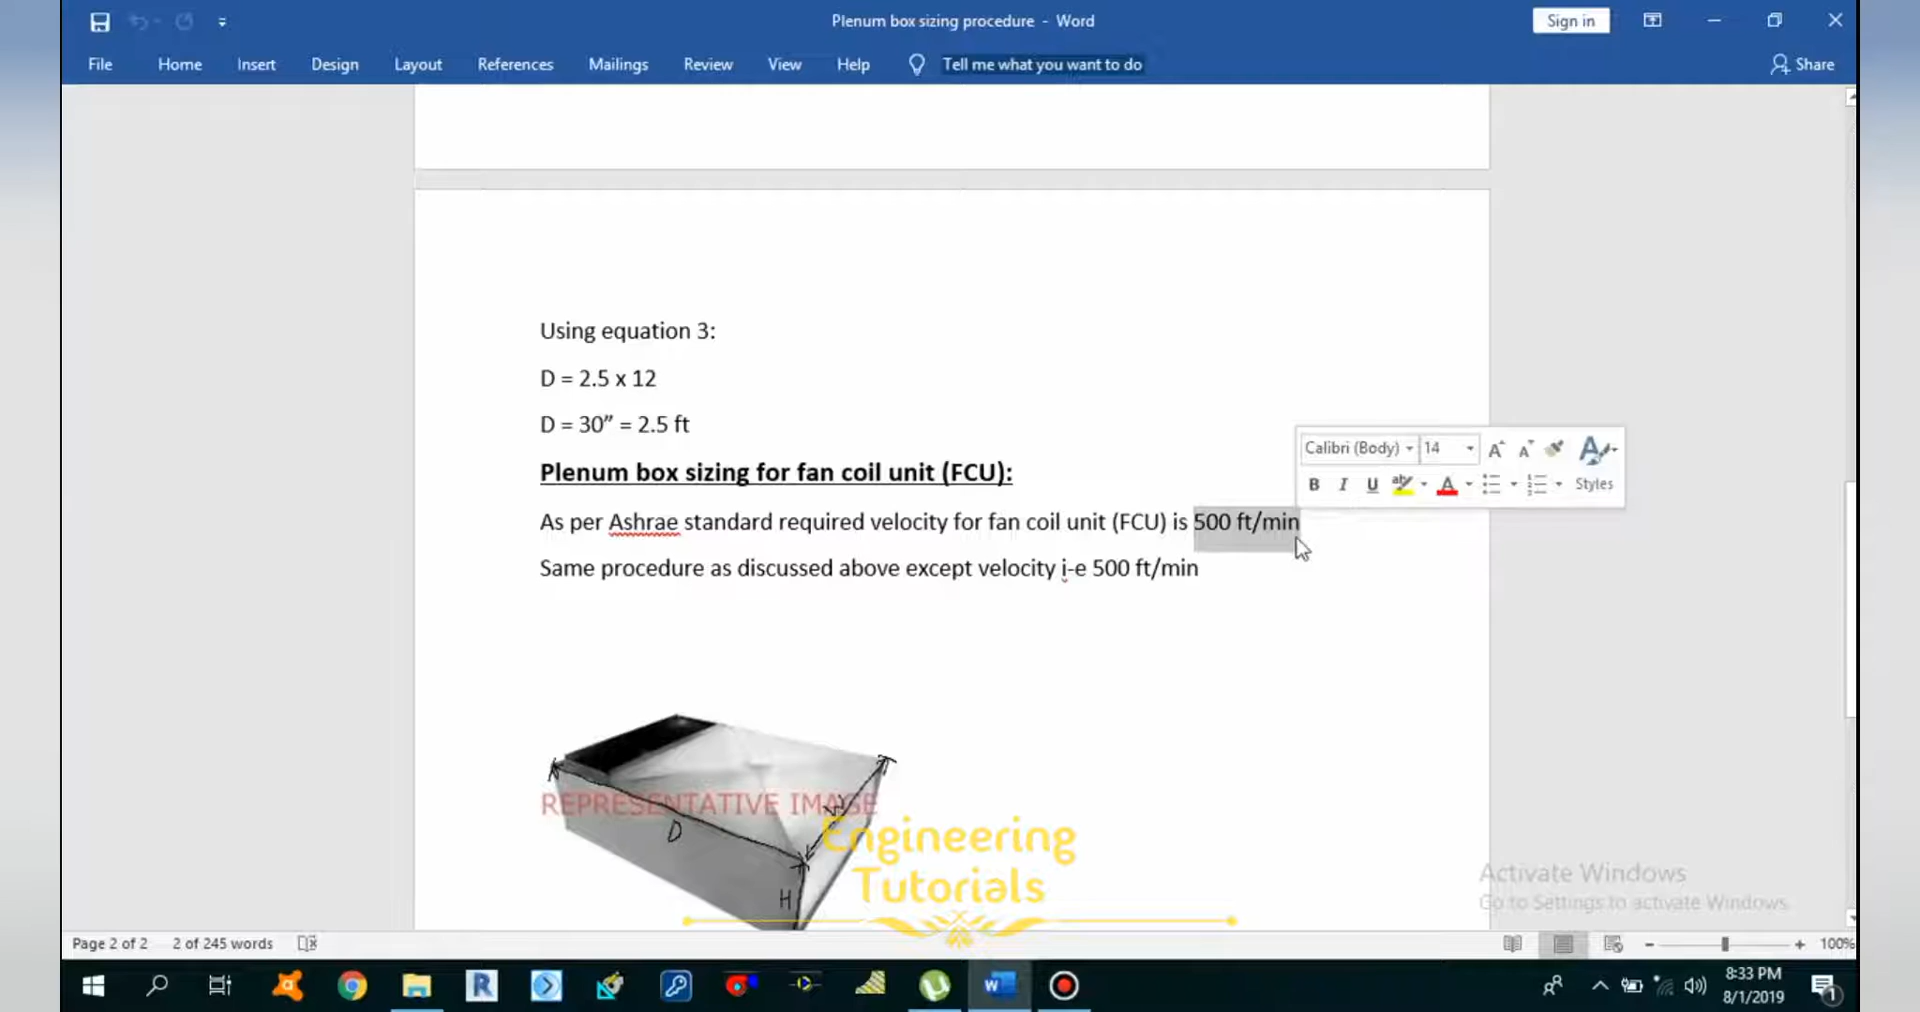 Plenum box sizing procedure - Word
Sign in
File Home Insert Design Layout References Mailings Review View Help Tell me what you want to do Share
Using equation 3:
D = 2.5 x 12
D = 30” = 2.5 ft
Calibri (Body) 14
B I U A Styles
Plenum box sizing for fan coil unit (FCU):
As per Ashrae standard required velocity for fan coil unit (FCU) is 500 ft/min
Same procedure as discussed above except velocity i-e 500 ft/min
REPRESENTATIVE IMAGE
D
H
Engineering
Tutorials
Activate Windows
Go to Settings to activate Windows.
Page 2 of 2 2 of 245 words 100%
8:33 PM
8/1/2019
1